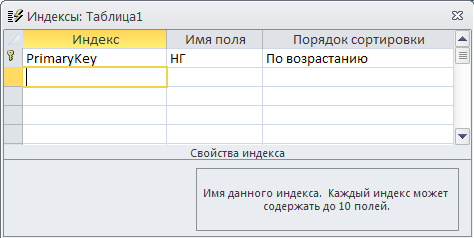 Индексы: Таблица1
Индекс Имя поля Порядок сортировки
PrimaryKey НГ По возрастанию
Свойства индекса
Имя данного индекса. Каждый индекс может
содержать до 10 полей.